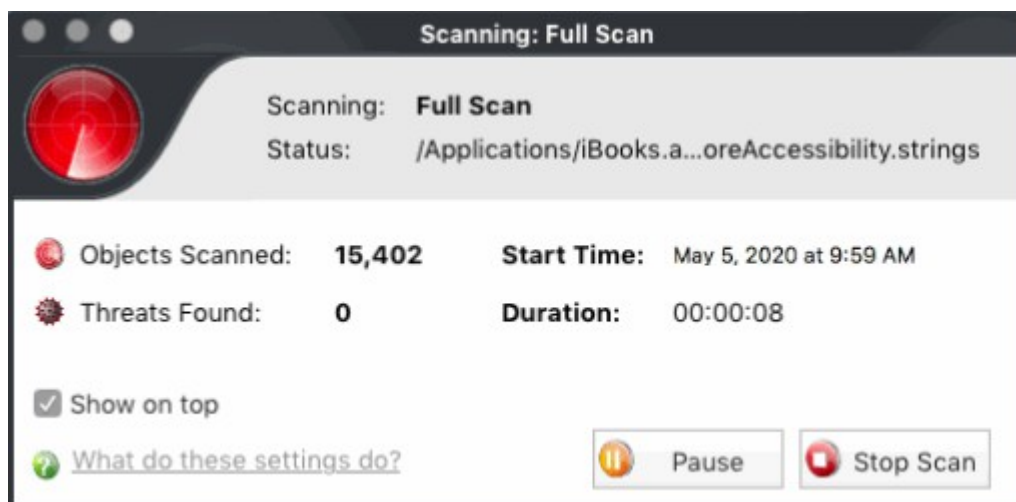 Scanning: Full Scan
Scanning: Full Scan
Status: /Applications/iBooks.a...oreAccessibility.strings
Objects Scanned: 15,402 Start Time: May 5, 2020 at 9:59 AM
Threats Found: 0 Duration: 00:00:08
Show on top
What do these settings do? Pause Stop Scan